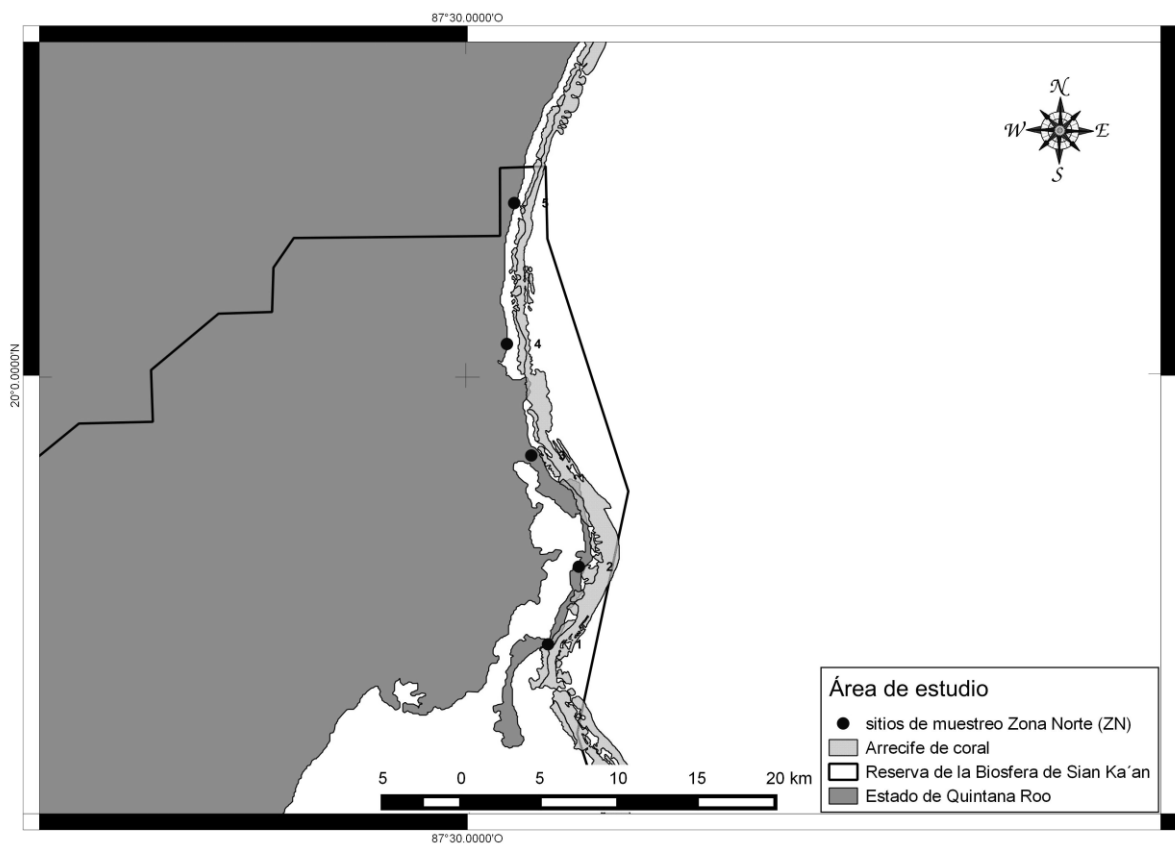 87°30.0000'O
N
W E
S
5
4
20°0.0000'N
3
2
1
5 0 5 10 15 20 km
Área de estudio
sitios de muestreo Zona Norte (ZN)
Arrecife de coral
Reserva de la Biosfera de Sian Ka´an
Estado de Quintana Roo
87°30.0000'O